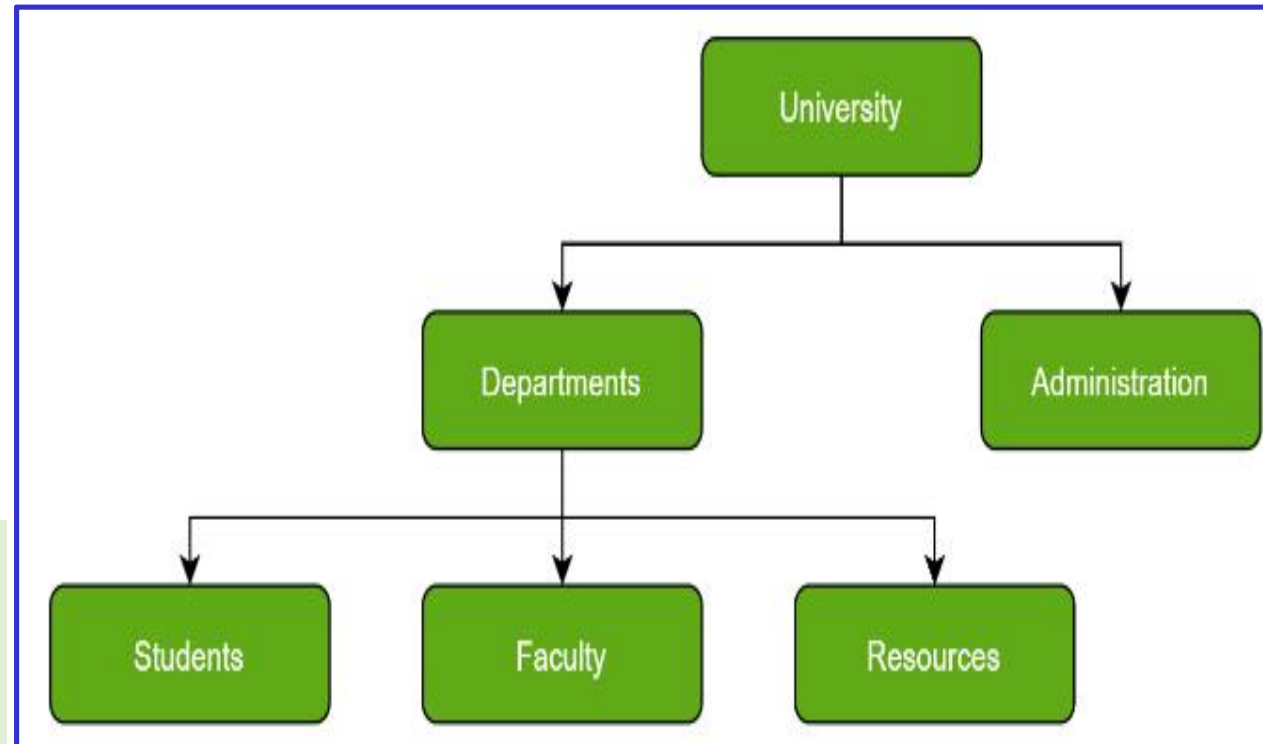 University
Departments
Administration
Students
Faculty
Resources